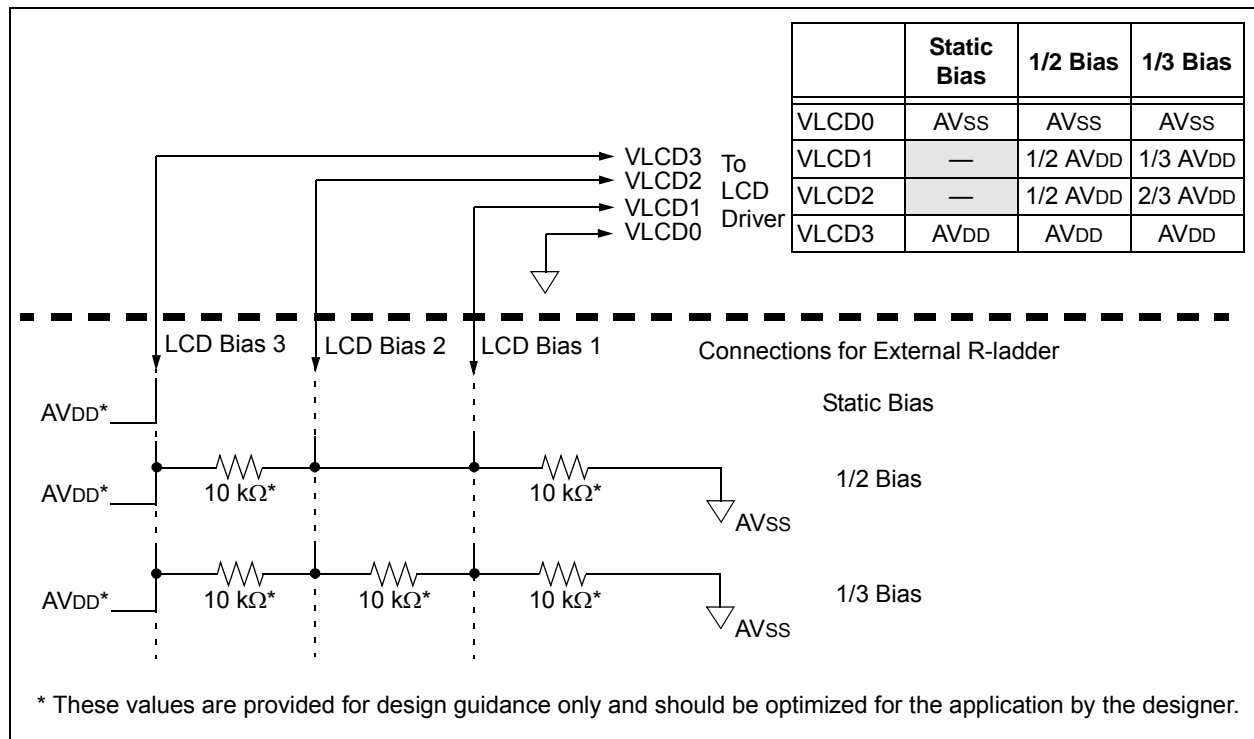 Static Bias 1/2 Bias 1/3 Bias
VLCD0 AVSS AVSS AVSS
VLCD1 — 1/2 AVDD 1/3 AVDD
VLCD2 — 1/2 AVDD 2/3 AVDD
VLCD3 AVDD AVDD AVDD
VLCD3
VLCD2
VLCD1
VLCD0
To
LCD
Driver
LCD Bias 3 LCD Bias 2 LCD Bias 1 Connections for External R-ladder
AVDD* Static Bias
AVDD* 10 kΩ* 10 kΩ* AVSS 1/2 Bias
AVDD* 10 kΩ* 10 kΩ* 10 kΩ* AVSS 1/3 Bias
* These values are provided for design guidance only and should be optimized for the application by the designer.